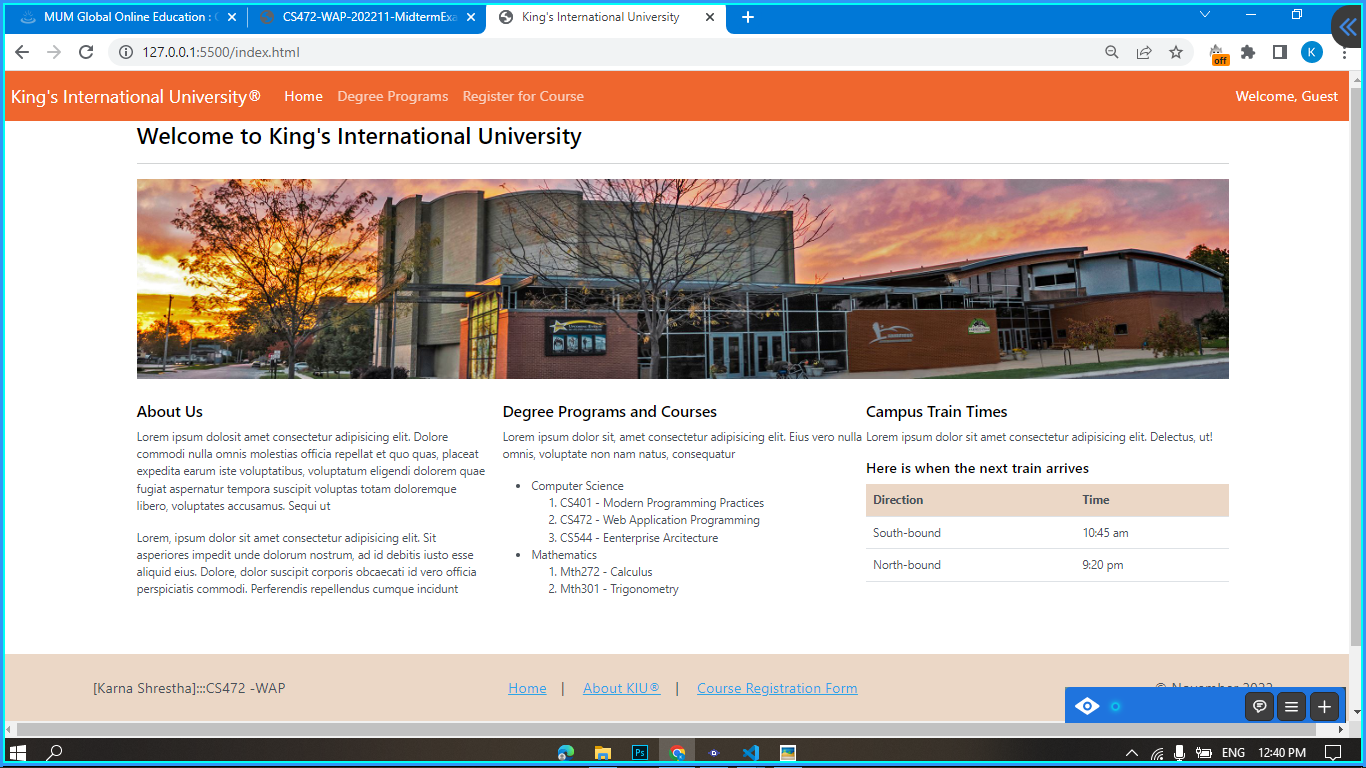 MUM Global Online Education : 
CS472-WAP-202211-MidtermExa
King's International University
127.0.0.1:5500/index.html
off
K
King's International University®
Home
Degree Programs
Register for Course
Welcome, Guest
Welcome to King's International University
About Us
Lorem ipsum dolosit amet consectetur adipisicing elit. Dolore
commodi nulla omnis molestias officia repellat et quo quas, placeat
expedita earum iste voluptatibus, voluptatum eligendi dolorem quae
fugiat aspernatur tempora suscipit voluptas totam doloremque
libero, voluptates accusamus. Sequi ut
Lorem, ipsum dolor sit amet consectetur adipisicing elit. Sit
asperiores impedit unde dolorum nostrum, ad id debitis iusto esse
aliquid eius. Dolore, dolor suscipit corporis obcaecati id vero officia
perspiciatis commodi. Perferendis repellendus cumque incidunt
Degree Programs and Courses
Lorem ipsum dolor sit, amet consectetur adipisicing elit. Eius vero nulla
omnis, voluptate non nam natus, consequatur
• Computer Science
1. CS401 - Modern Programming Practices
2. CS472 - Web Application Programming
3. CS544 - Eenterprise Arcitecture
• Mathematics
1. Mth272 - Calculus
2. Mth301 - Trigonometry
Campus Train Times
Lorem ipsum dolor sit amet consectetur adipisicing elit. Delectus, ut!
Here is when the next train arrives
Direction Time
South-bound 10:45 am
North-bound 9:20 pm
[Karna Shrestha]:::CS472 -WAP
Home | About KIU® | Course Registration Form
© November 2022
Ps
ENG 12:40 PM